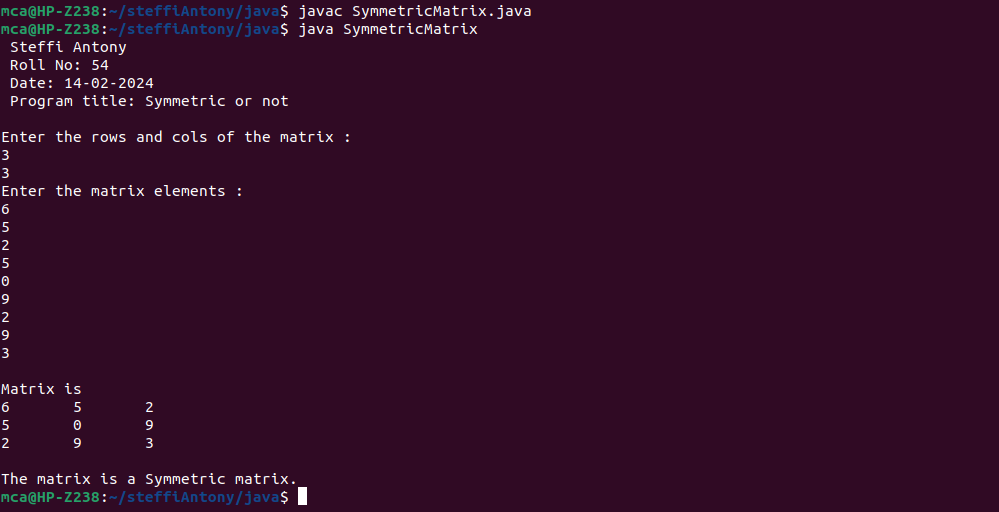 mca@HP-Z238:~/steffiAntony/java$ javac SymmetricMatrix.java
mca@HP-Z238:~/steffiAntony/java$ java SymmetricMatrix
Steffi Antony
Roll No: 54
Date: 14-02-2024
Program title: Symmetric or not
Enter the rows and cols of the matrix :
3
3
Enter the matrix elements :
6
5
2
5
0
9
2
9
3
Matrix is
6 5 2
5 0 9
2 9 3
The matrix is a Symmetric matrix.
mca@HP-Z238:~/steffiAntony/java$